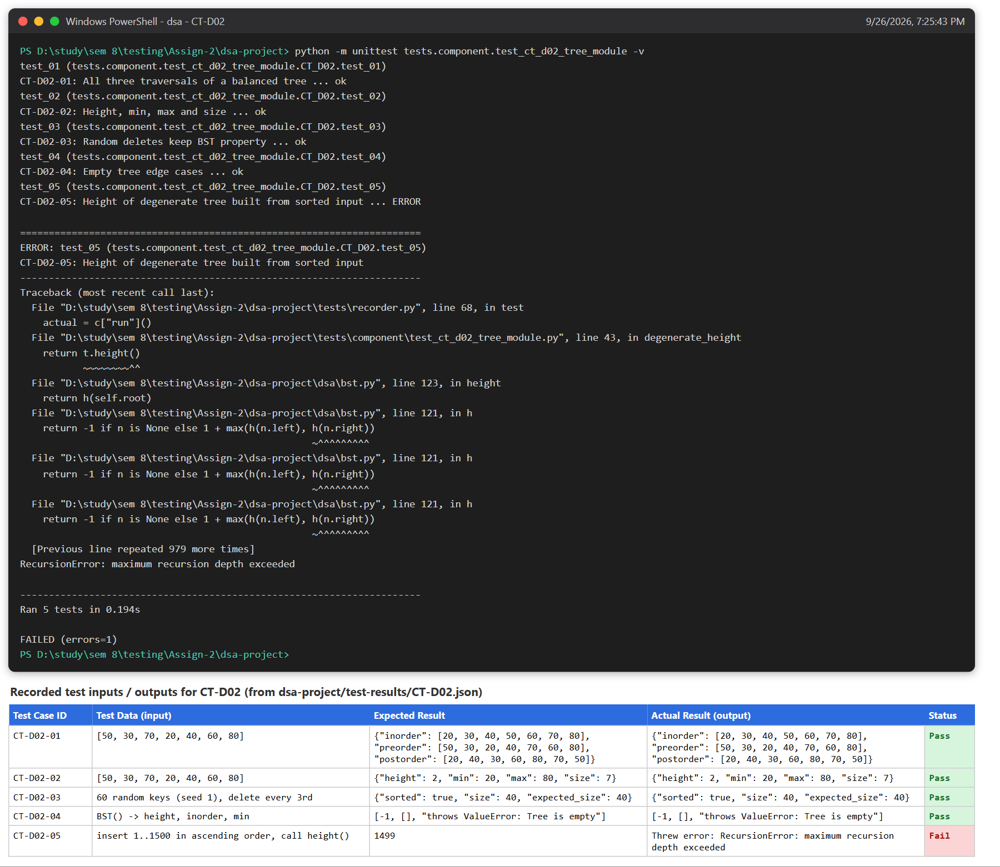 Windows PowerShell - dsa - CT-D02
9/26/2026, 7:25:43 PM
PS D:\study\sem 8\testing\Assign-2\dsa-project> python -m unittest tests.component.test_ct_d02_tree_module -v
test_01 (tests.component.test_ct_d02_tree_module.CT_D02.test_01)
CT-D02-01: All three traversals of a balanced tree ... ok
test_02 (tests.component.test_ct_d02_tree_module.CT_D02.test_02)
CT-D02-02: Height, min, max and size ... ok
test_03 (tests.component.test_ct_d02_tree_module.CT_D02.test_03)
CT-D02-03: Random deletes keep BST property ... ok
test_04 (tests.component.test_ct_d02_tree_module.CT_D02.test_04)
CT-D02-04: Empty tree edge cases ... ok
test_05 (tests.component.test_ct_d02_tree_module.CT_D02.test_05)
CT-D02-05: Height of degenerate tree built from sorted input ... ERROR
======================================================================
ERROR: test_05 (tests.component.test_ct_d02_tree_module.CT_D02.test_05)
CT-D02-05: Height of degenerate tree built from sorted input
----------------------------------------------------------------------
Traceback (most recent call last):
  File "D:\study\sem 8\testing\Assign-2\dsa-project\tests\recorder.py", line 68, in test
    actual = c["run"]()
  File "D:\study\sem 8\testing\Assign-2\dsa-project\tests\component\test_ct_d02_tree_module.py", line 43, in degenerate_height
    return t.height()
           ~~~~~~~~^^
  File "D:\study\sem 8\testing\Assign-2\dsa-project\dsa\bst.py", line 123, in height
    return h(self.root)
  File "D:\study\sem 8\testing\Assign-2\dsa-project\dsa\bst.py", line 121, in h
    return -1 if n is None else 1 + max(h(n.left), h(n.right))
                                                   ~^^^^^^^^^
  File "D:\study\sem 8\testing\Assign-2\dsa-project\dsa\bst.py", line 121, in h
    return -1 if n is None else 1 + max(h(n.left), h(n.right))
                                                   ~^^^^^^^^^
  File "D:\study\sem 8\testing\Assign-2\dsa-project\dsa\bst.py", line 121, in h
    return -1 if n is None else 1 + max(h(n.left), h(n.right))
                                                   ~^^^^^^^^^
  [Previous line repeated 979 more times]
RecursionError: maximum recursion depth exceeded
----------------------------------------------------------------------
Ran 5 tests in 0.194s
FAILED (errors=1)
PS D:\study\sem 8\testing\Assign-2\dsa-project>
Recorded test inputs / outputs for CT-D02 (from dsa-project/test-results/CT-D02.json)
Test Case ID Test Data (input) Expected Result Actual Result (output) Status
CT-D02-01 [50, 30, 70, 20, 40, 60, 80] {"inorder": [20, 30, 40, 50, 60, 70, 80], {"inorder": [20, 30, 40, 50, 60, 70, 80], Pass
"preorder": [50, 30, 20, 40, 70, 60, 80], "preorder": [50, 30, 20, 40, 70, 60, 80],
"postorder": [20, 40, 30, 60, 80, 70, 50]} "postorder": [20, 40, 30, 60, 80, 70, 50]}
CT-D02-02 [50, 30, 70, 20, 40, 60, 80] {"height": 2, "min": 20, "max": 80, "size": 7} {"height": 2, "min": 20, "max": 80, "size": 7} Pass
CT-D02-03 60 random keys (seed 1), delete every 3rd {"sorted": true, "size": 40, "expected_size": 40} {"sorted": true, "size": 40, "expected_size": 40} Pass
CT-D02-04 BST() -> height, inorder, min [-1, [], "throws ValueError: Tree is empty"] [-1, [], "throws ValueError: Tree is empty"] Pass
CT-D02-05 insert 1..1500 in ascending order, call height() 1499 Threw error: RecursionError: maximum recursion Fail
depth exceeded